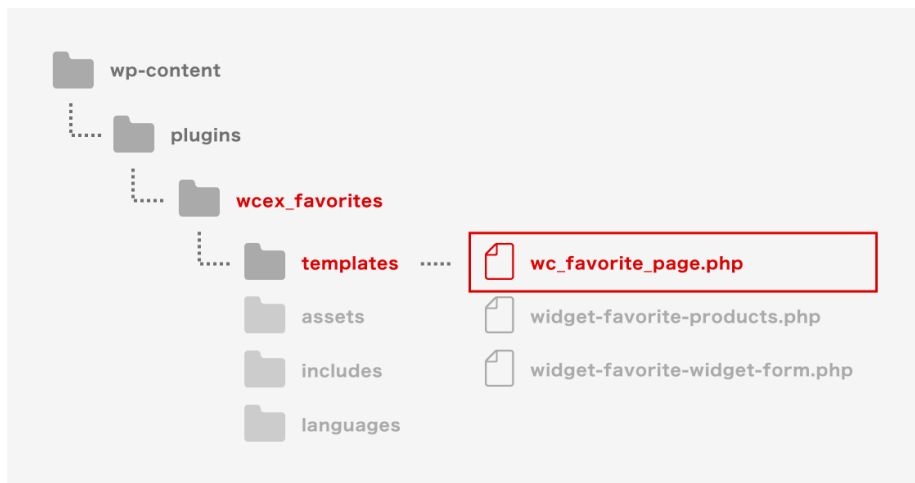 wp-content
plugins
wcex_favorites
templates
wc_favorite_page.php
assets
widget-favorite-products.php
includes
widget-favorite-widget-form.php
languages